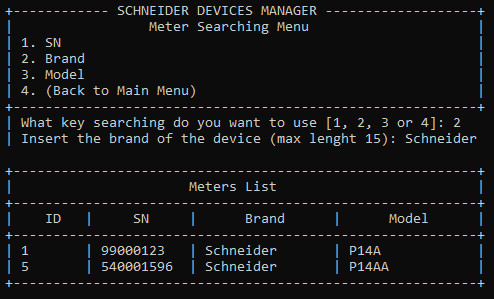 SCHNEIDER DEVICES MANAGER
Meter Searching Menu
1. SN
2. Brand
3. Model
4. (Back to Main Menu)
What key searching do you want to use [1, 2, 3 or 4]: 2
Insert the brand of the device (max lenght 15): Schneider
Meters List
ID | SN | Brand | Model
1 | 99000123 | Schneider | P14A
5 | 540001596 | Schneider | P14AA